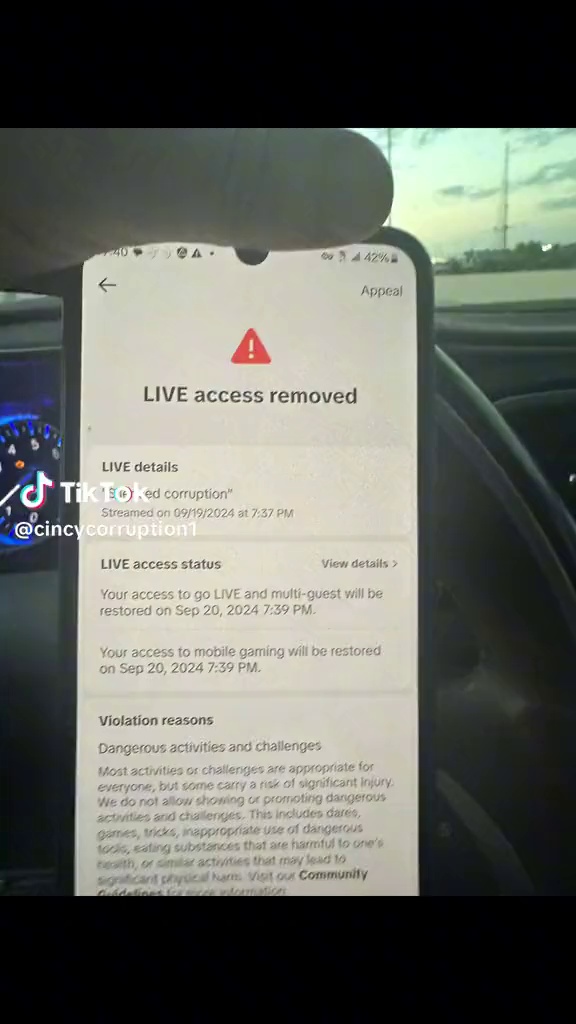 :40
42%
Appeal
LIVE access removed
LIVE details
corruption"
Streamed on 09/19/2024 at 7:37 PM
TikTok
@cincycorruption1
LIVE access status
View details >
Your access to go LIVE and multi-guest will be
restored on Sep 20, 2024 7:39 PM.
Your access to mobile gaming will be restored
on Sep 20, 2024 7:39 PM.
Violation reasons
Dangerous activities and challenges
Most activities or challenges are appropriate for
everyone, but some carry a risk of significant injury.
We do not allow showing or promoting dangerous
activities and challenges. This includes dares,
games, tricks, inappropriate use of dangerous
tools, eating substances that are harmful to one's
health, or similar activities that may lead to
significant physical harm. Visit our Community
Guidelines for more information
4
5